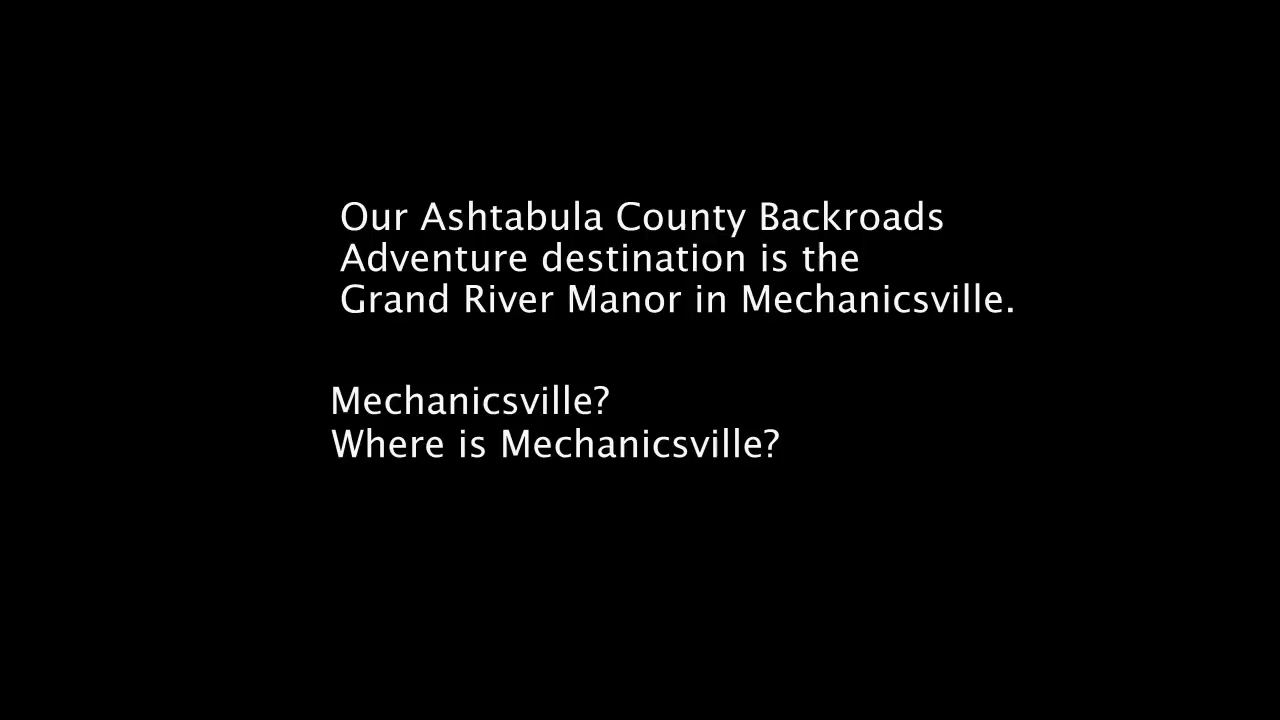 Our Ashtabula County Backroads
Adventure destination is the
Grand River Manor in Mechanicsville.
Mechanicsville?
Where is Mechanicsville?